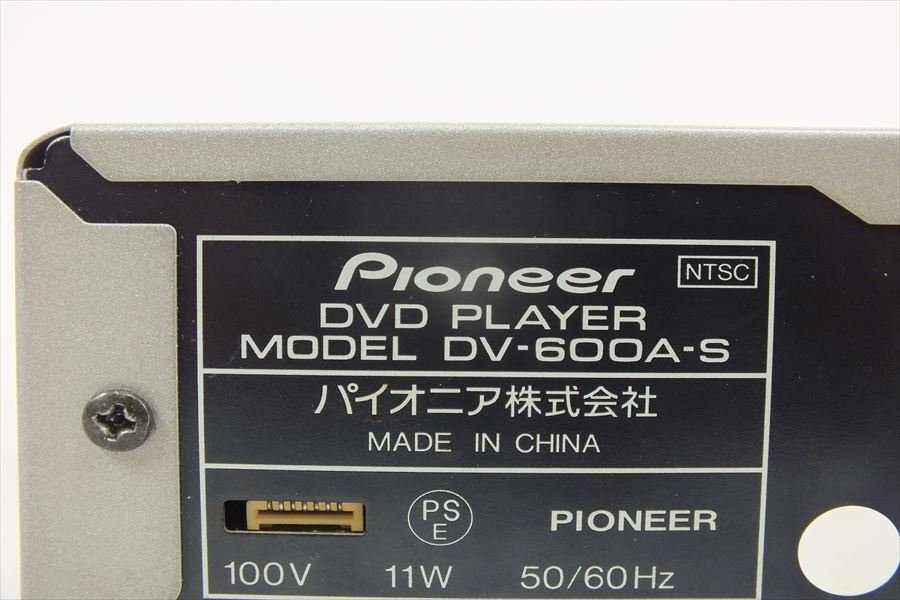 Pioneer
NTSC
DVD PLAYER
MODEL DV-600A-S
パイオニア株式会社
MADE IN CHINA
PS
E
PIONEER
100V 11W 50/60Hz